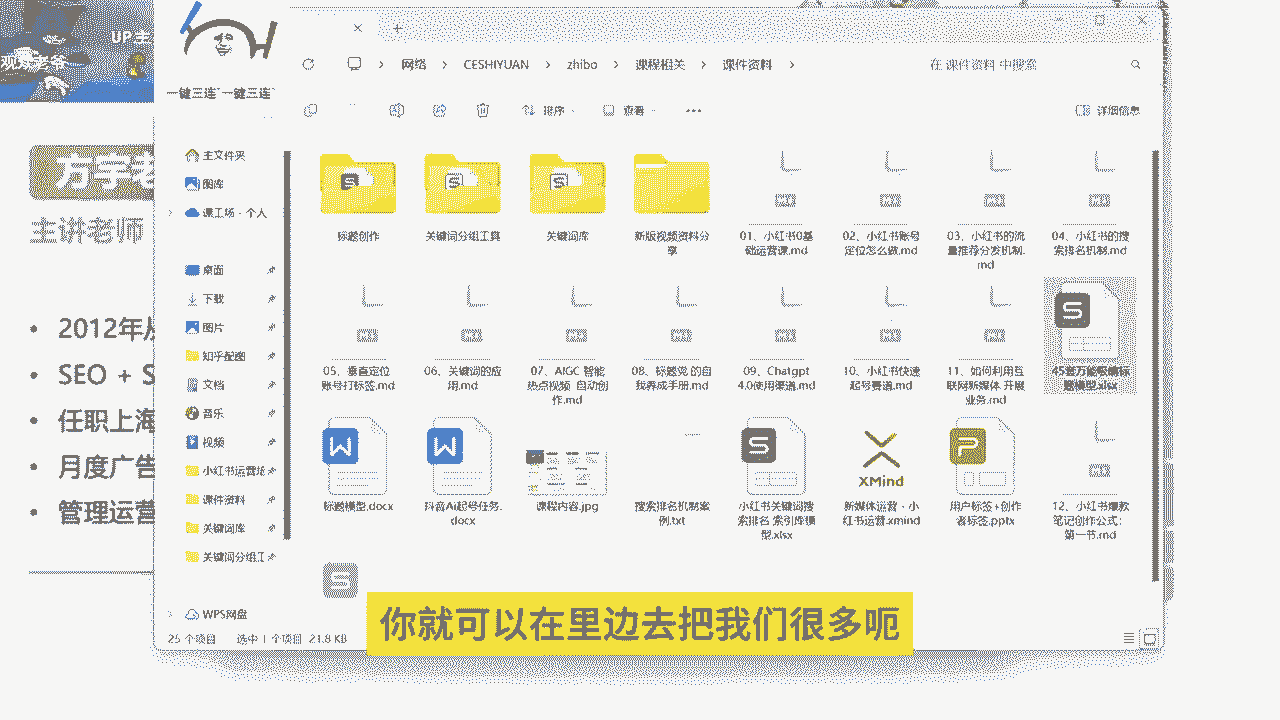 UP主
观爷老爷
一键三连 一键三连
网络 CESHIYUAN zhibo 课程相关 课件资料
在 课件资料 中搜索
排序
查看
详细信息
主文件夹
图库
课工场 - 个人
桌面
下载
图片
知乎配图
文档
音乐
视频
小红书运营
课件资料
关键词库
关键词分组工
WPS网盘
标题创作
关键词分组工具
关键词库
新版视频资料分
享
01、小红书0基
础运营课.md
02、小红书账号
定位怎么做.md
03、小红书的流
量推荐分发机制.
md
04、小红书的搜
索排名机制.md
05、垂直定位
账号打标签.md
06、关键词的应
用.md
07、AIGC 智能
热点视频 自动创
作.md
08、标题党 的自
我养成手册.md
09、Chatgpt
4.0使用渠道.md
10、小红书快速
起号赛道.md
11、如何利用互
联网新媒体 开展
业务.md
45套万能吸睛标
题模型.xlsx
标题模型.docx
抖音AI起号任务.
docx
课程内容.jpg
搜索排名机制案
例.txt
小红书关键词搜
索排名 索引库模
型.xlsx
XMind
新媒体运营 - 小
红书运营.xmind
用户标签+创作
者标签.pptx
12、小红书爆款
笔记创作公式:
第一节.md
25 个项目
选中 1 个项目 21.8 KB
主讲老师
2012年从
SEO + S
任职上海
月度广告
管理运营
你就可以在里边去把我们很多呃